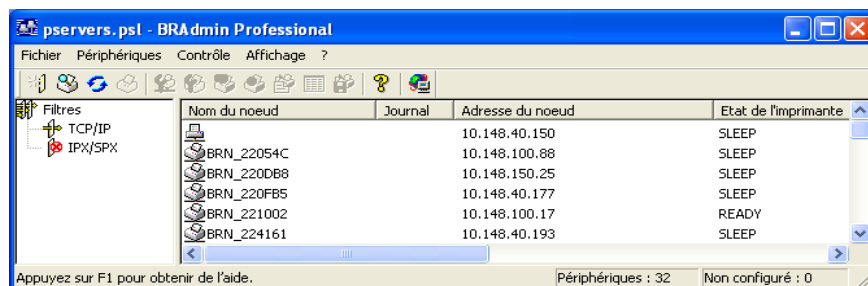 pservers.psl - BRAdmin Professional
Fichier Périphériques Contrôle Affichage ?
Filtres
TCP/IP
IPX/SPX
Nom du noeud Journal Adresse du noeud Etat de l'imprimante
10.148.40.150 SLEEP
BRN_22054C 10.148.100.88 SLEEP
BRN_220DB8 10.148.150.25 SLEEP
BRN_220FB5 10.148.40.177 SLEEP
BRN_221002 10.148.100.17 READY
BRN_224161 10.148.40.193 SLEEP
Appuyez sur F1 pour obtenir de l'aide. Périphériques : 32 Non configuré : 0